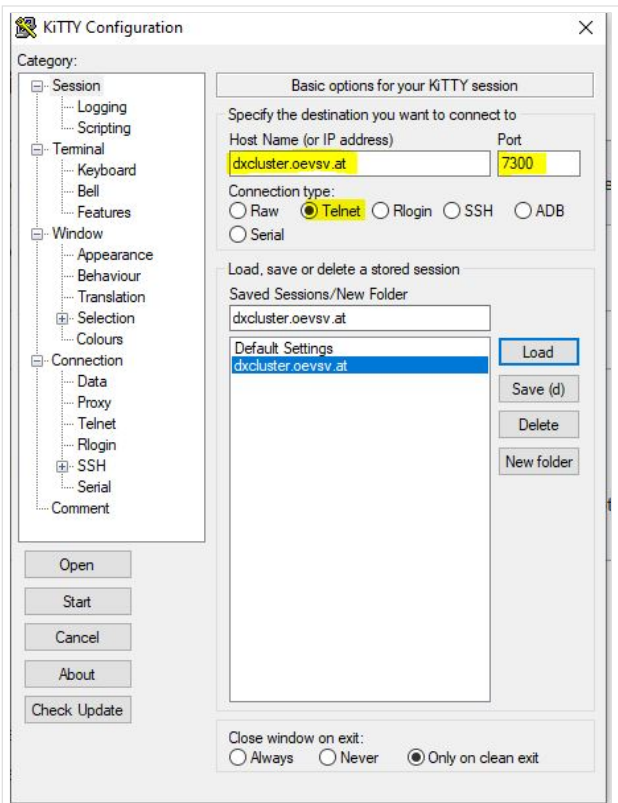 KiTTY Configuration
Category:
Session
Logging
Scripting
Terminal
Keyboard
Bell
Features
Window
Appearance
Behaviour
Translation
Selection
Colours
Connection
Data
Proxy
Telnet
Rlogin
SSH
Serial
Comment
Open
Start
Cancel
About
Check Update
Basic options for your KiTTY session
Specify the destination you want to connect to
Host Name (or IP address) Port
dxcluster.oevsv.at 7300
Connection type:
Raw Telnet Rlogin SSH ADB
Serial
Load, save or delete a stored session
Saved Sessions/New Folder
dxcluster.oevsv.at
Default Settings
dxcluster.oevsv.at
Load
Save (d)
Delete
New folder
Close window on exit:
Always Never Only on clean exit